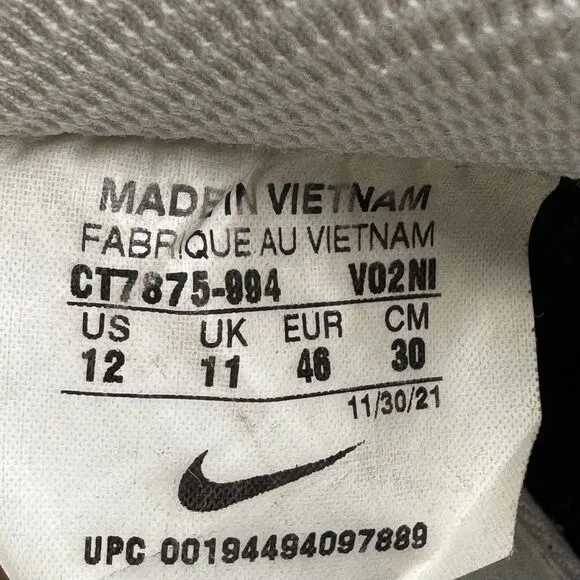 MADE IN VIETNAM
FABRIQUE AU VIETNAM
CT7875-994 V02NI
US UK EUR CM
12 11 46 30
11/30/21
UPC 00194494097889